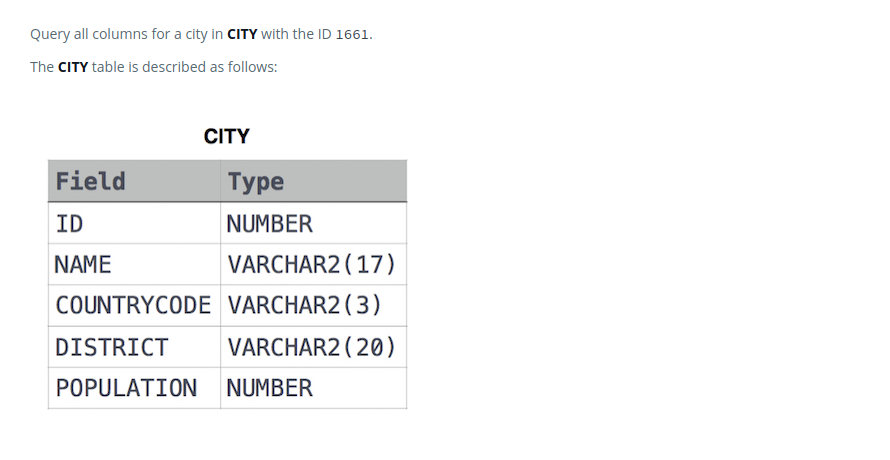 Query all columns for a city in CITY with the ID 1661.
The CITY table is described as follows:
CITY
Field Type
ID NUMBER
NAME VARCHAR2(17)
COUNTRYCODE VARCHAR2(3)
DISTRICT VARCHAR2(20)
POPULATION NUMBER